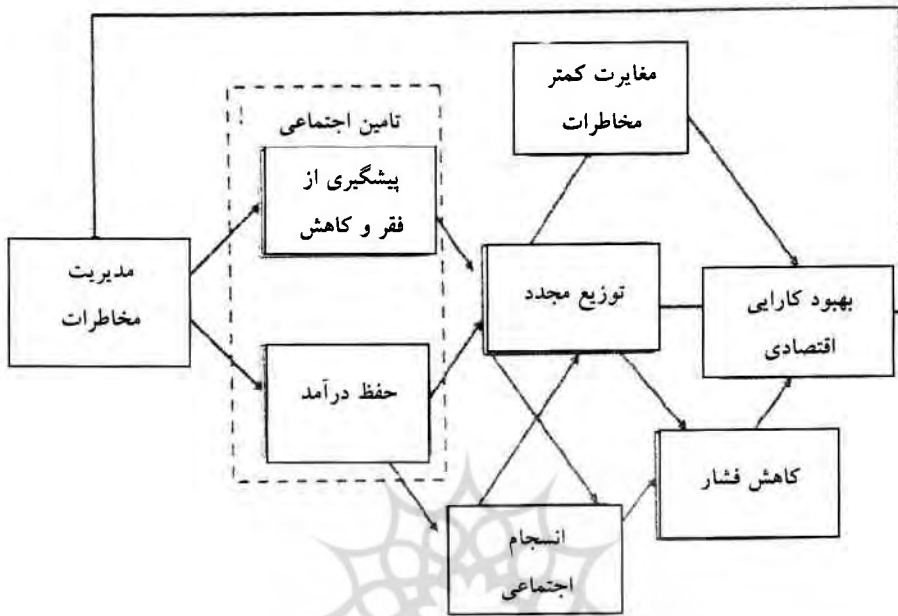 مغایرت کمتر
مخاطرات
تامین اجتماعی
پیشگیری از
فقر و کاهش
مدیریت
مخاطرات
توزیع مجدد
بهبود کارایی
اقتصادی
حفظ درآمد
کاهش فشار
انسجام
اجتماعی